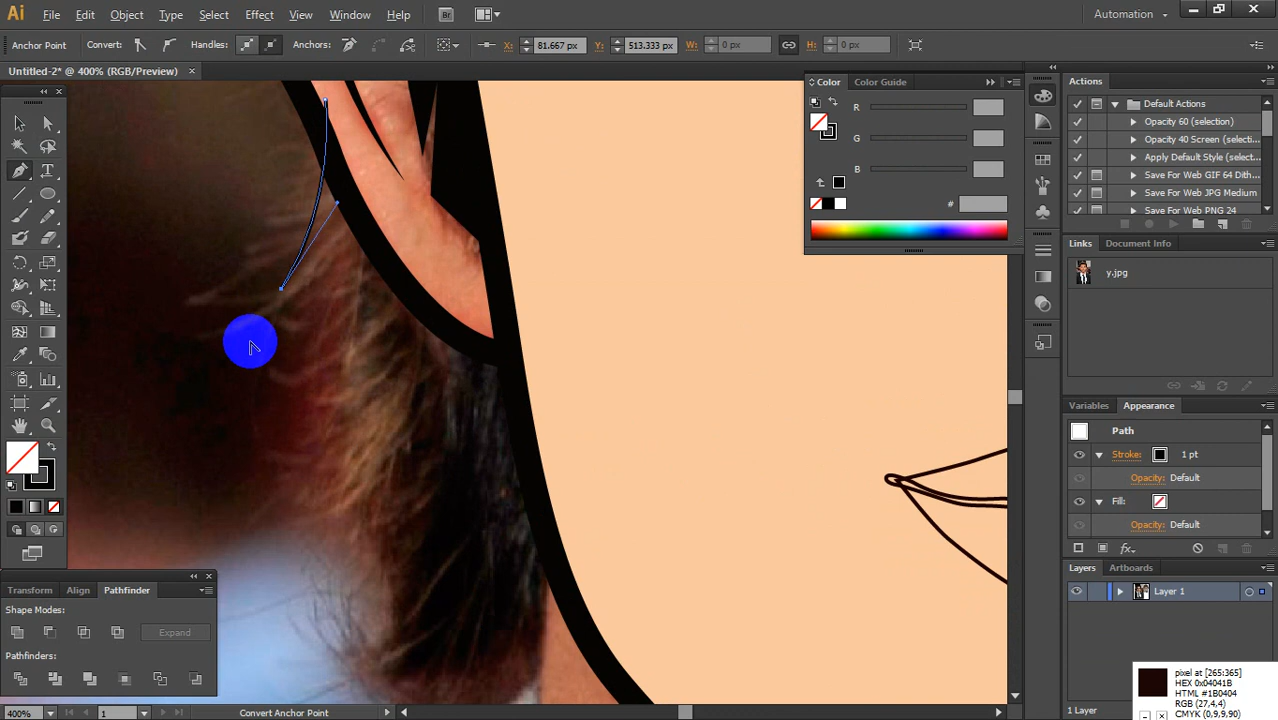 Ai File Edit Object Type Select Effect View Window Help Br Automation
Anchor Point Convert: Handles: Anchors: X: 81.667 px Y: 513.333 px W: 0 px H: 0 px
Untitled-2* @ 400% (RGB/Preview)
Color Color Guide
R
G
B
#
Actions
Default Actions
Opacity 60 (selection)
Opacity 40 Screen (selecti...
Apply Default Style (select...
Save For Web GIF 64 Dith...
Save For Web JPG Medium
Save For Web PNG 24
Links Document Info
y.jpg
Variables Appearance
Path
Stroke: 1 pt
Opacity: Default
Fill:
Opacity: Default
fx
Layers Artboards
Layer 1
1 Layer
Transform Align Pathfinder
Shape Modes:
Expand
Pathfinders:
400% 1 Convert Anchor Point
pixel at [265:365]
HEX 0x04041B
HTML #1B0404
RGB (27,4,4)
CMYK (0,9,9,90)